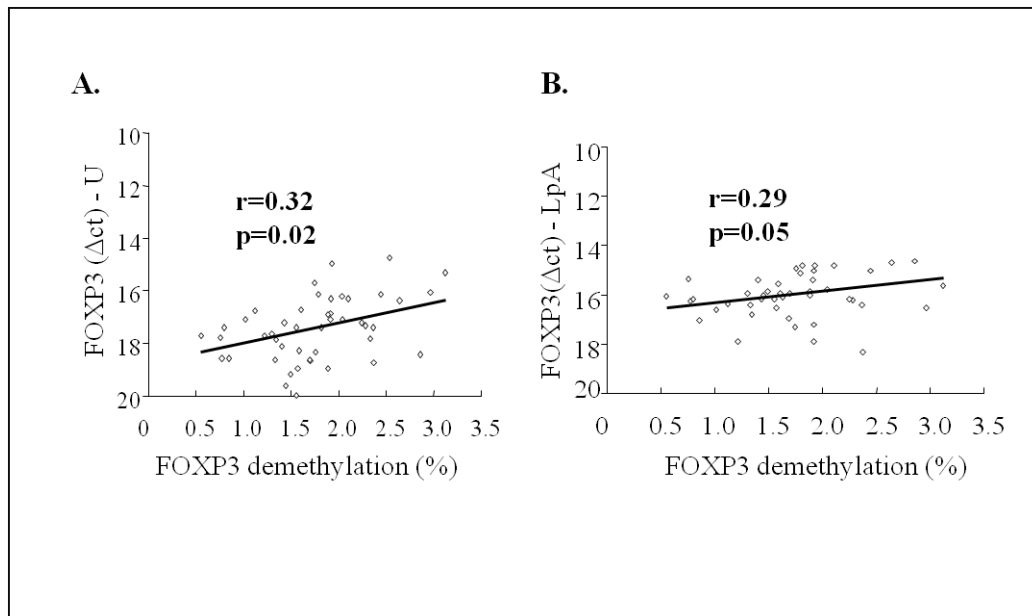 A.
FOXP3 (Δct) - U
10
12
14
16
18
20
r=0.32
p=0.02
0 0.5 1.0 1.5 2.0 2.5 3.0 3.5
FOXP3 demethylation (%)
B.
FOXP3(Δct) - LpA
10
12
14
16
18
20
r=0.29
p=0.05
0 0.5 1.0 1.5 2.0 2.5 3.0 3.5
FOXP3 demethylation (%)